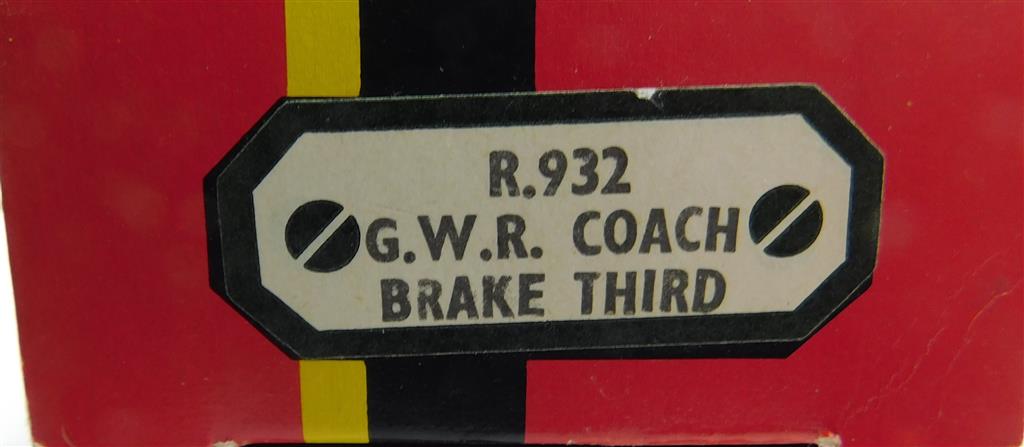 R.932
G.W.R. COACH
BRAKE THIRD